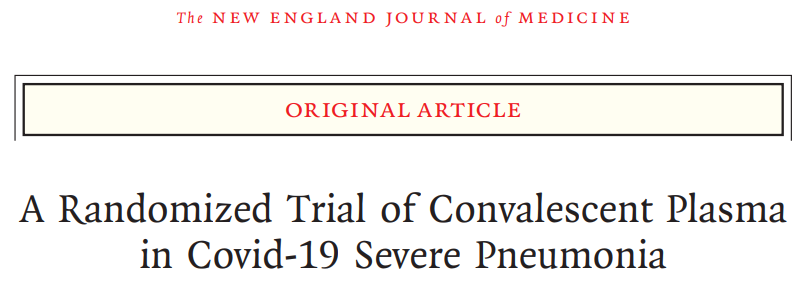 The NEW ENGLAND JOURNAL of MEDICINE
ORIGINAL ARTICLE
A Randomized Trial of Convalescent Plasma
in Covid-19 Severe Pneumonia